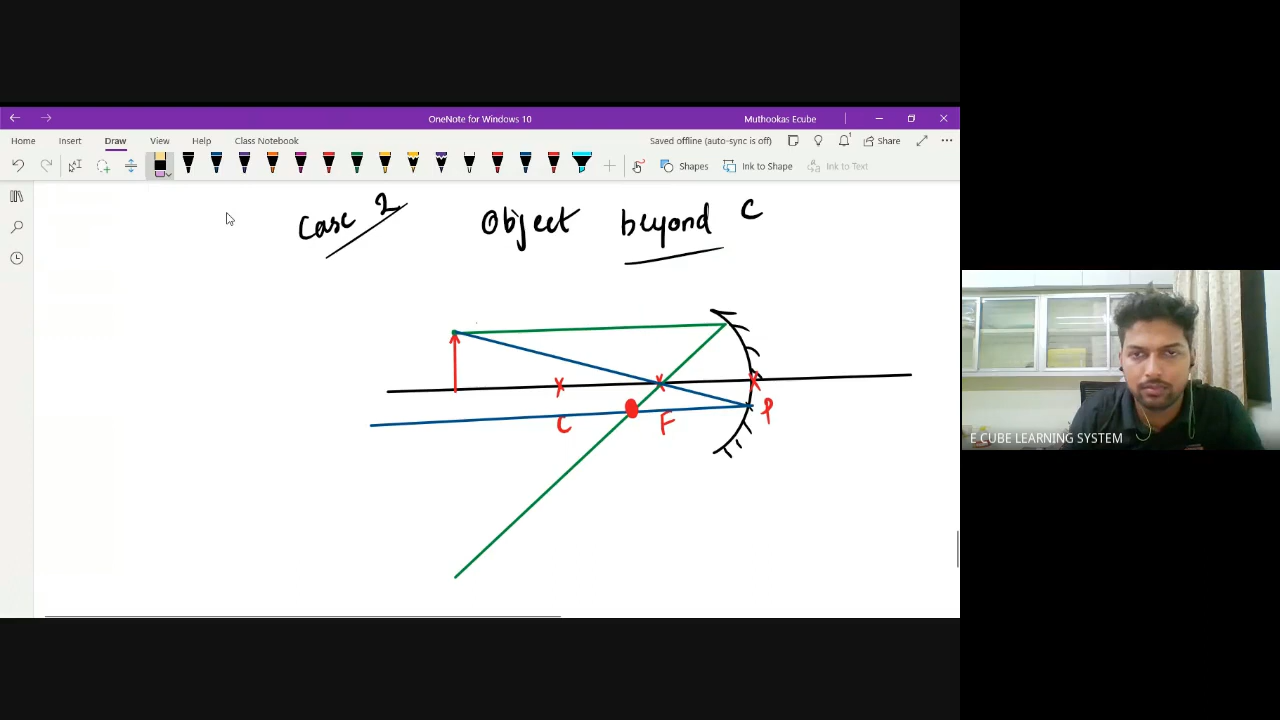 OneNote for Windows 10
Muthookas Ecube
Home Insert Draw View Help Class Notebook
Saved offline (auto-sync is off)
Share
Shapes
Ink to Shape
Ink to Text
Case 2 Object beyond C
C F P
E CUBE LEARNING SYSTEM